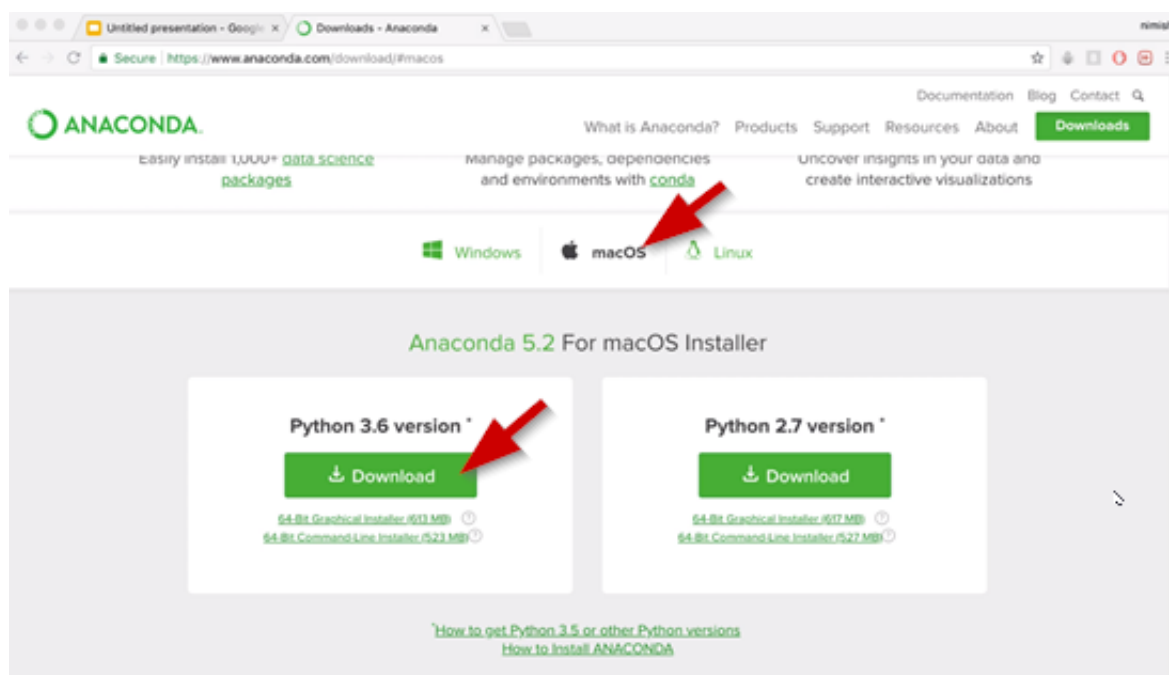 Untitled presentation - Googl × Downloads - Anaconda ×
Secure https://www.anaconda.com/download/#macos
Documentation Blog Contact
ANACONDA.
What is Anaconda? Products Support Resources About Downloads
Easily install 1,000+ data science packages
Manage packages, dependencies and environments with conda
Uncover insights in your data and create interactive visualizations
Windows macOS Linux
Anaconda 5.2 For macOS Installer
Python 3.6 version *
Download
64-Bit Graphical Installer (613 MB) ?
64-Bit Command-Line Installer (523 MB) ?
Python 2.7 version *
Download
64-Bit Graphical Installer (617 MB) ?
64-Bit Command-Line Installer (527 MB) ?
*How to get Python 3.5 or other Python versions
How to Install ANACONDA